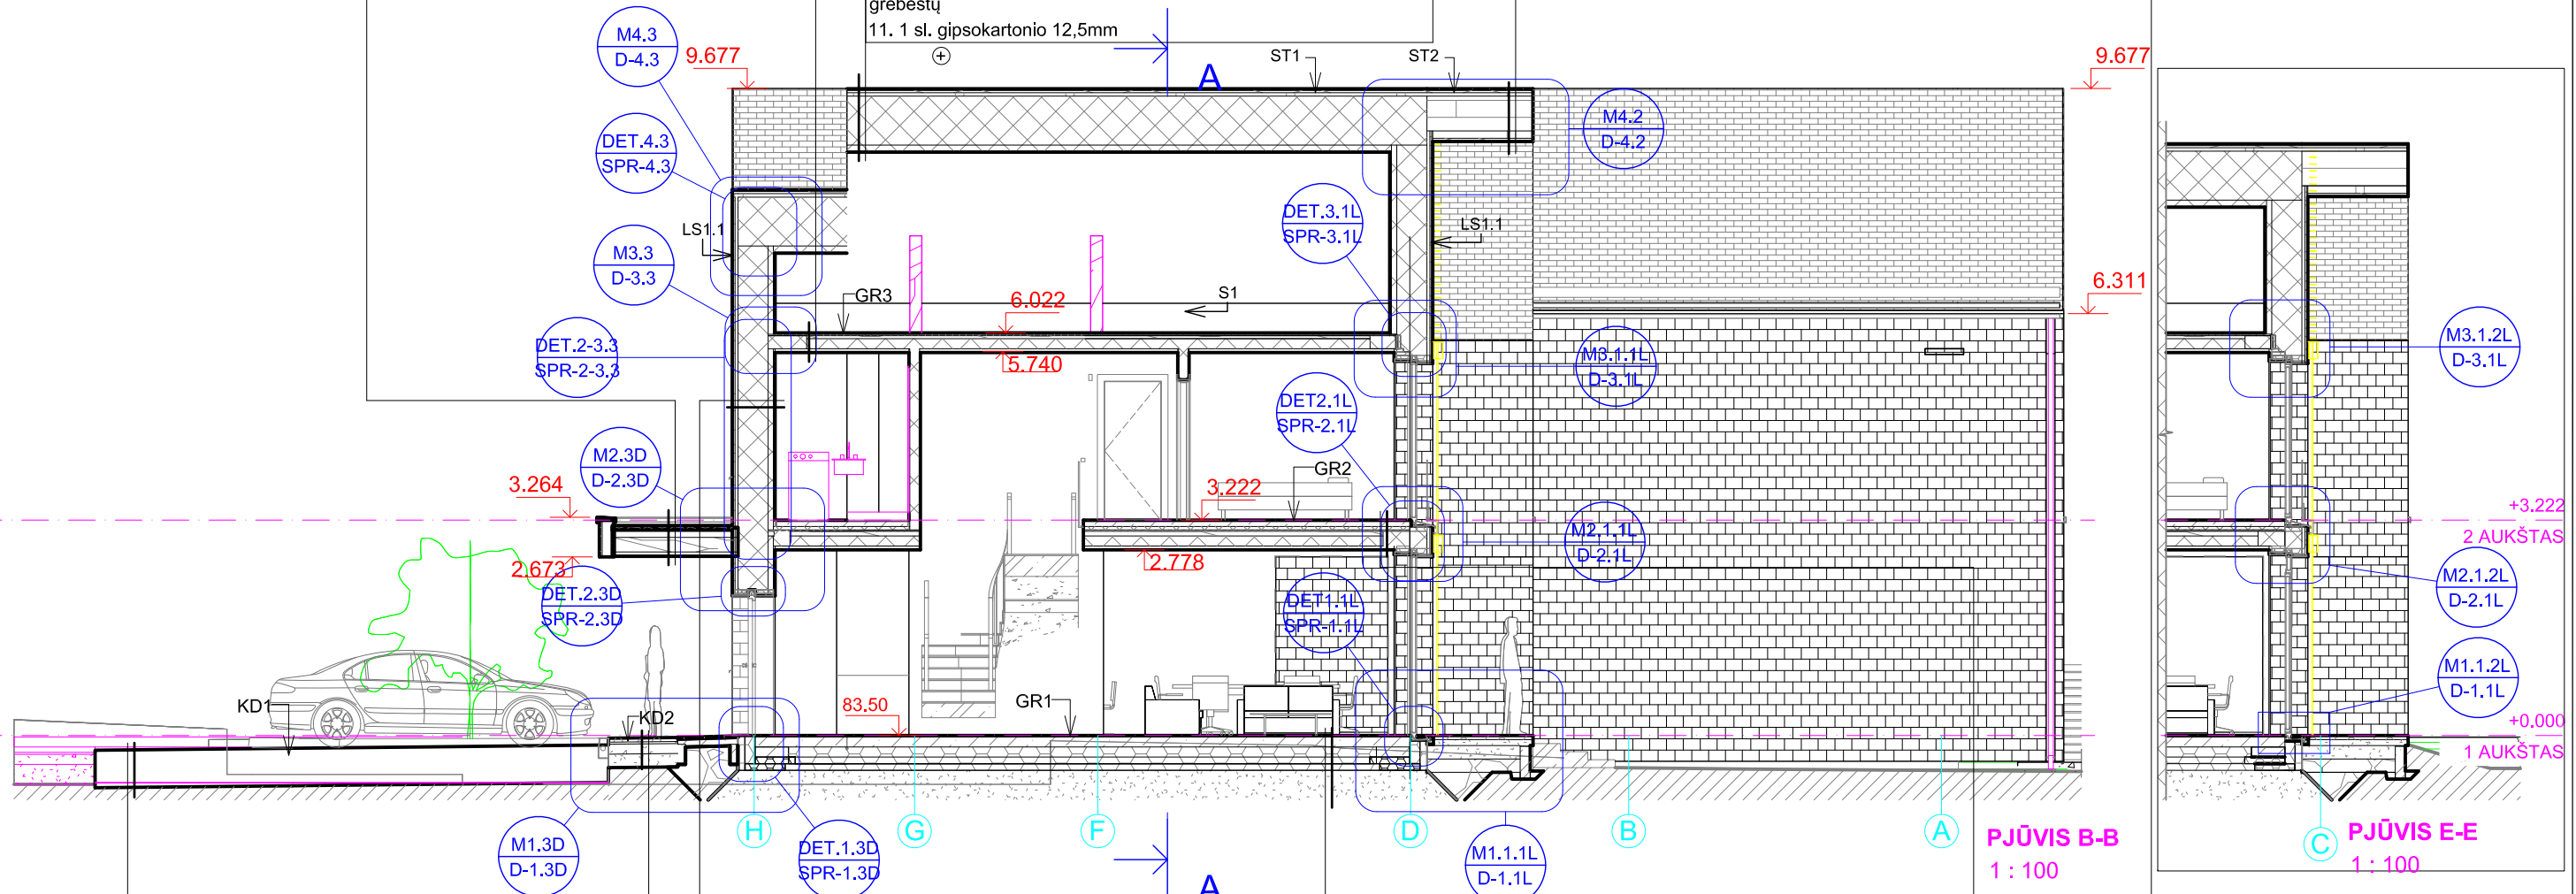 grebėstų
11. 1 sl. gipsokartonio 12,5mm
M4.3
D-4.3
9.677
A
ST1
ST2
9.677
M4.2
D-4.2
DET.4.3
SPR-4.3
LS1.1
DET.3.1L
SPR-3.1L
LS1.1
M3.3
D-3.3
GR3
6.022
S1
6.311
DET.2-3.3
SPR-2-3.3
5.740
M3.1.1L
D-3.1L
M3.1.2L
D-3.1L
DET2.1L
SPR-2.1L
M2.3D
D-2.3D
3.264
3.222
GR2
+3.222
2 AUKŠTAS
M2.1.1L
D-2.1L
2.673
2.778
DET.2.3D
SPR-2.3D
DET1.1L
SPR-1.1L
M2.1.2L
D-2.1L
M1.1.2L
D-1.1L
KD1
KD2
83.50
GR1
+0.000
1 AUKŠTAS
H
G
F
D
B
A
C
M1.3D
D-1.3D
DET.1.3D
SPR-1.3D
M1.1.1L
D-1.1L
PJŪVIS B-B
1 : 100
PJŪVIS E-E
1 : 100
A